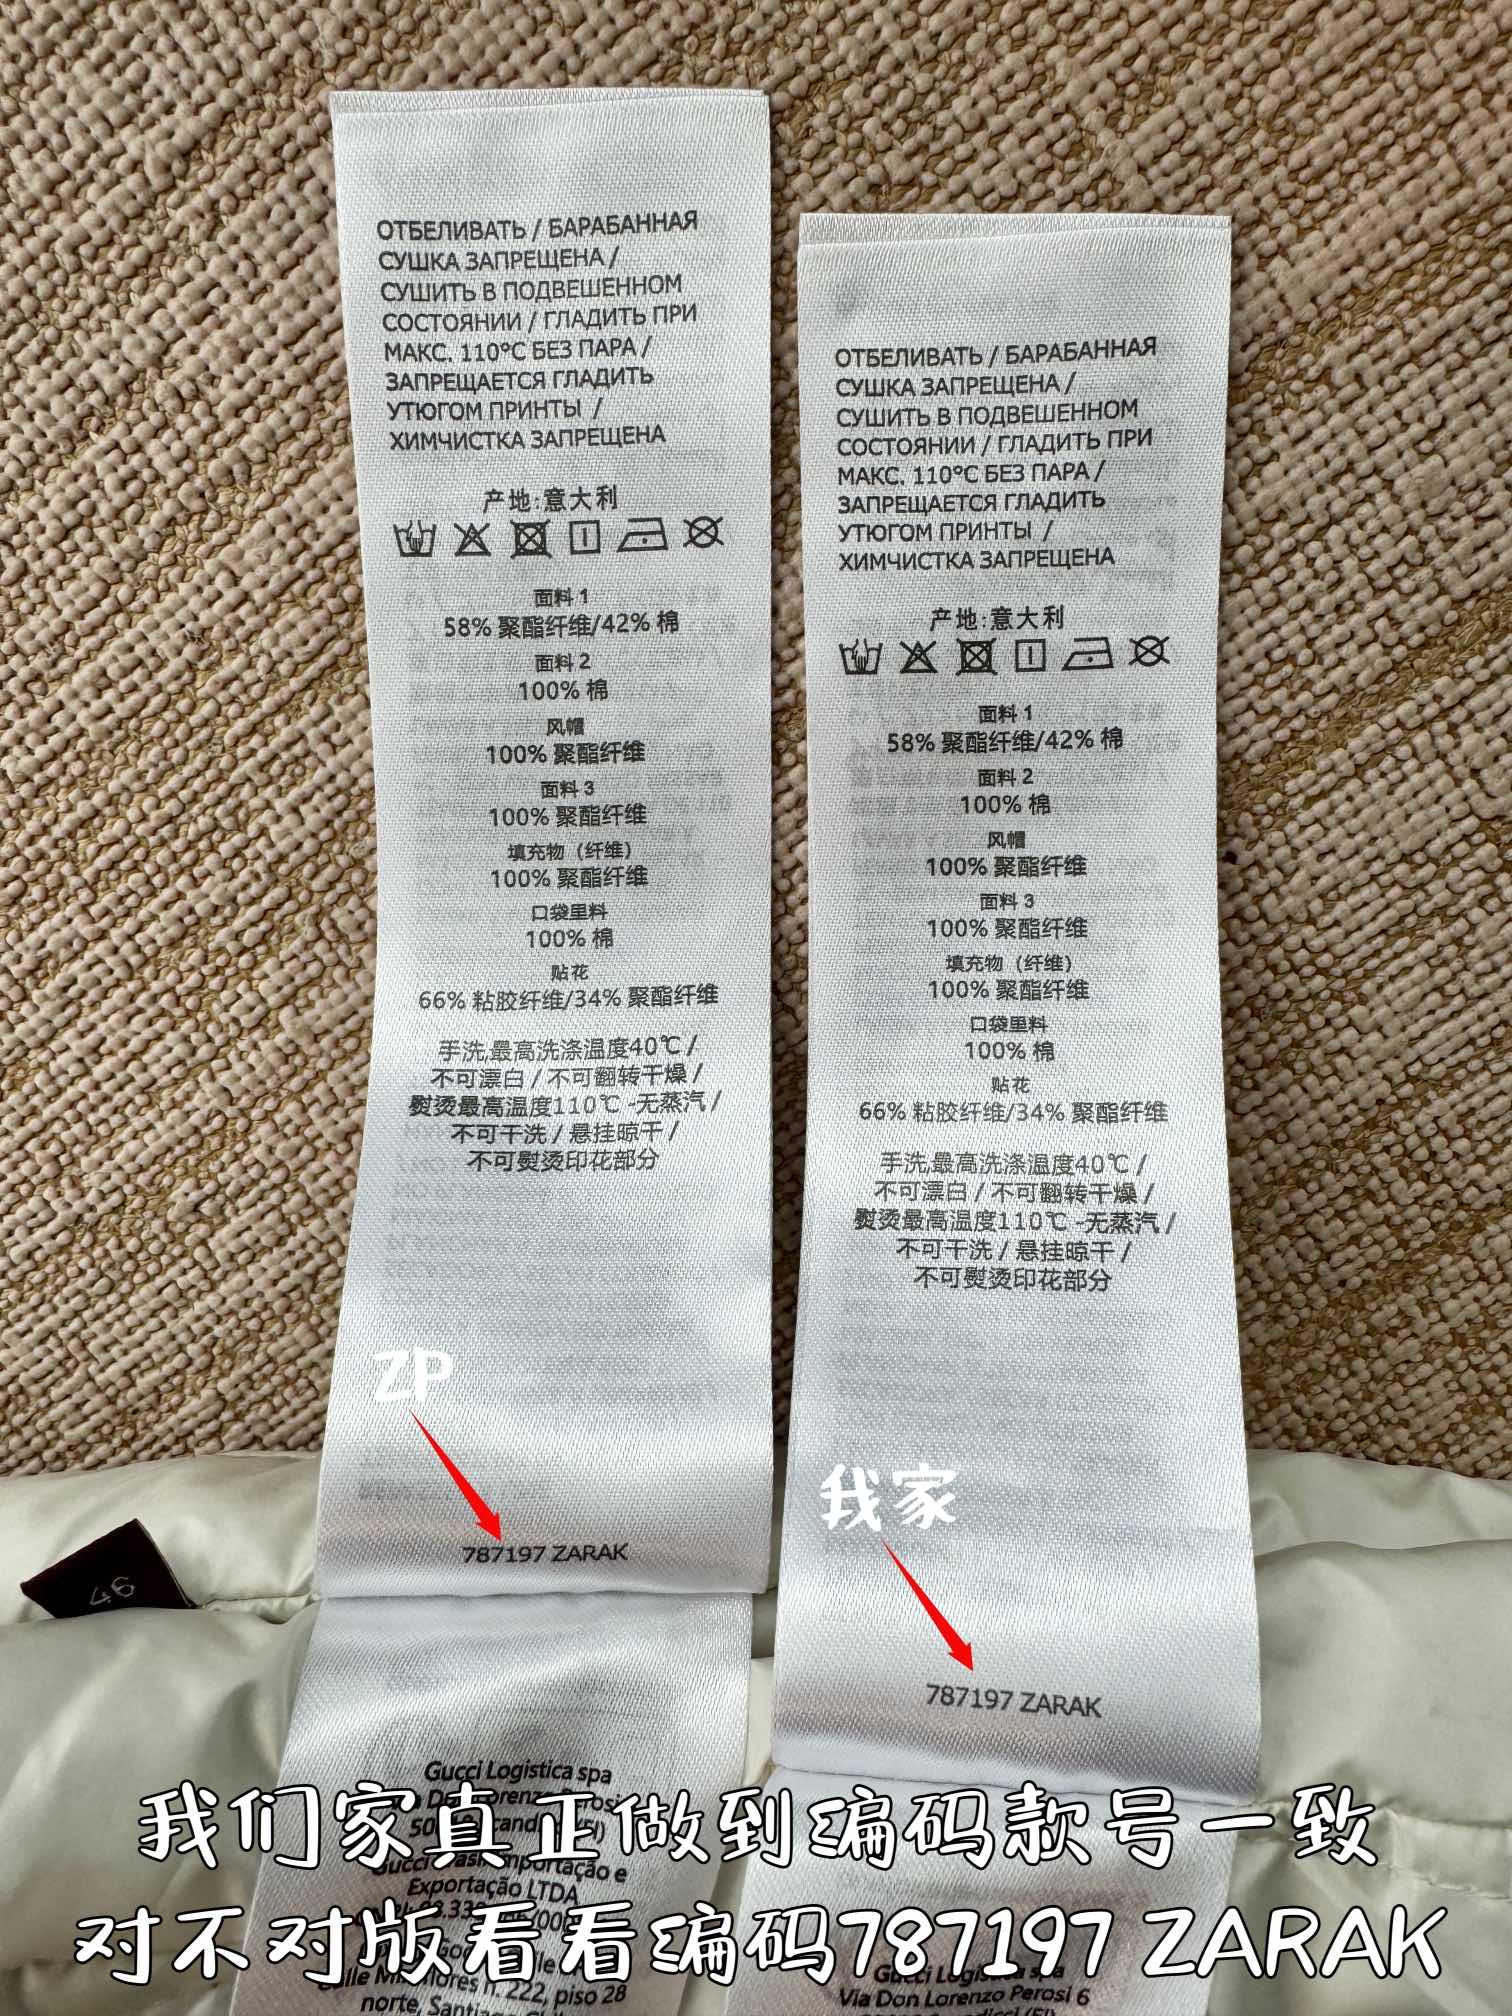 ОТБЕЛИВАТЬ / БАРАБАННАЯ
СУШКА ЗАПРЕЩЕНА /
СУШИТЬ В ПОДВЕШЕННОМ
СОСТОЯНИИ / ГЛАДИТЬ ПРИ
МАКС. 110°C БЕЗ ПАРА /
ЗАПРЕЩАЕТСЯ ГЛАДИТЬ
УТЮГОМ ПРИНТЫ /
ХИМЧИСТКА ЗАПРЕЩЕНА
产地:意大利
面料 1
58% 聚酯纤维/42% 棉
面料 2
100% 棉
风帽
100% 聚酯纤维
面料 3
100% 聚酯纤维
填充物（纤维）
100% 聚酯纤维
口袋里料
100% 棉
贴花
66% 粘胶纤维/34% 聚酯纤维
手洗,最高洗涤温度40℃ /
不可漂白 / 不可翻转干燥 /
熨烫最高温度110℃ -无蒸汽 /
不可干洗 / 悬挂晾干 /
不可熨烫印花部分
ZP
787197 ZARAK
46
Gucci Logistica spa
Exportação LTDA
n. 222, piso 28
norte,
ОТБЕЛИВАТЬ / БАРАБАННАЯ
СУШКА ЗАПРЕЩЕНА /
СУШИТЬ В ПОДВЕШЕННОМ
СОСТОЯНИИ / ГЛАДИТЬ ПРИ
МАКС. 110°C БЕЗ ПАРА /
ЗАПРЕЩАЕТСЯ ГЛАДИТЬ
УТЮГОМ ПРИНТЫ /
ХИМЧИСТКА ЗАПРЕЩЕНА
产地:意大利
面料 1
58% 聚酯纤维/42% 棉
面料 2
100% 棉
风帽
100% 聚酯纤维
面料 3
100% 聚酯纤维
填充物（纤维）
100% 聚酯纤维
口袋里料
100% 棉
贴花
66% 粘胶纤维/34% 聚酯纤维
手洗,最高洗涤温度40℃ /
不可漂白 / 不可翻转干燥 /
熨烫最高温度110℃ -无蒸汽 /
不可干洗 / 悬挂晾干 /
不可熨烫印花部分
我家
787197 ZARAK
Gucci Logistica spa
Via Don Lorenzo Perosi 6
我们家真正做到编码款号一致
对不对版看看编码787197 ZARAK